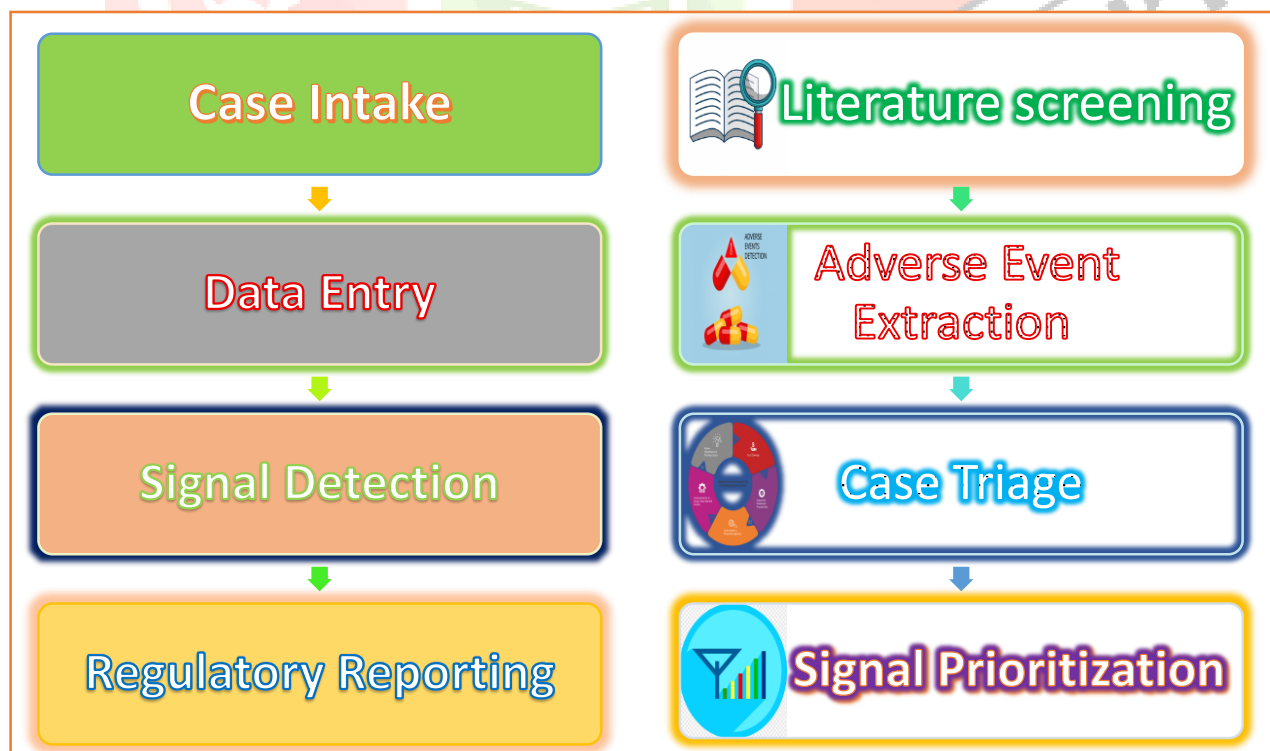 Case Intake
Data Entry
Signal Detection
Regulatory Reporting
Literature screening
ADVERSE
EVENTS
DETECTION
Adverse Event
Extraction
Case Triage
Signal Prioritization